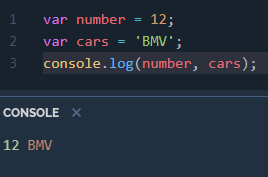 1 var number = 12;
2 var cars = 'BMV';
3 console.log(number, cars);
CONSOLE ×
12 BMV